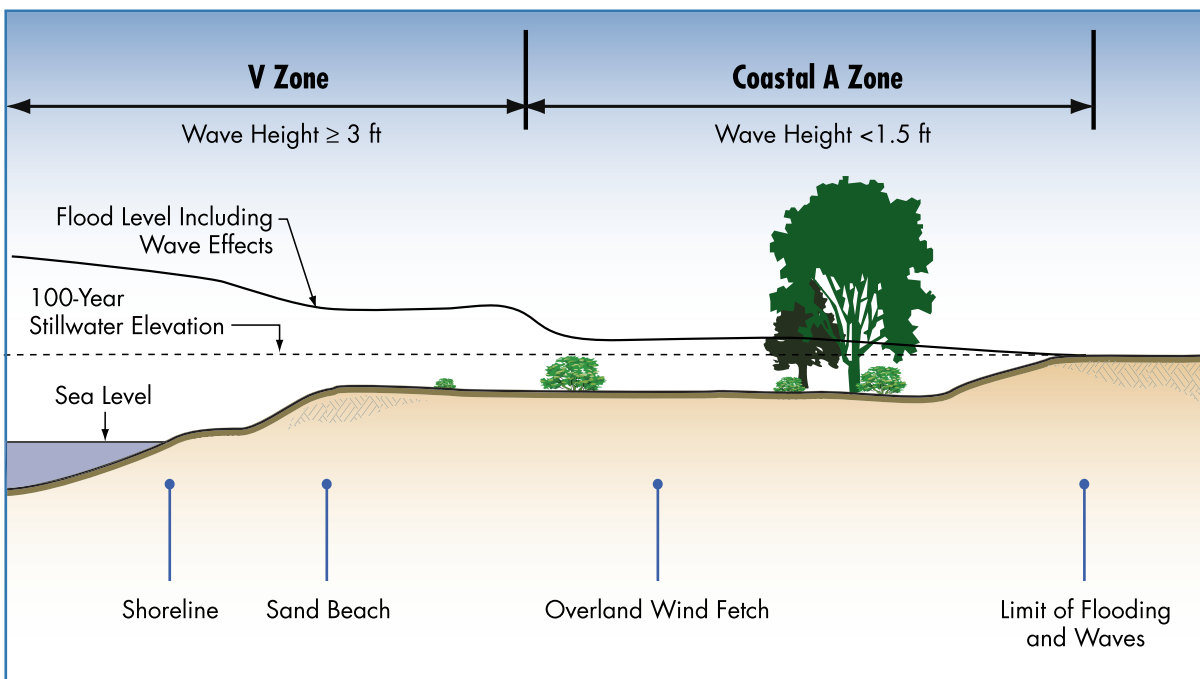 V Zone
Coastal A Zone
Wave Height ≥ 3 ft
Wave Height <1.5 ft
Flood Level Including
Wave Effects
100-Year
Stillwater Elevation
Sea Level
Shoreline
Sand Beach
Overland Wind Fetch
Limit of Flooding
and Waves